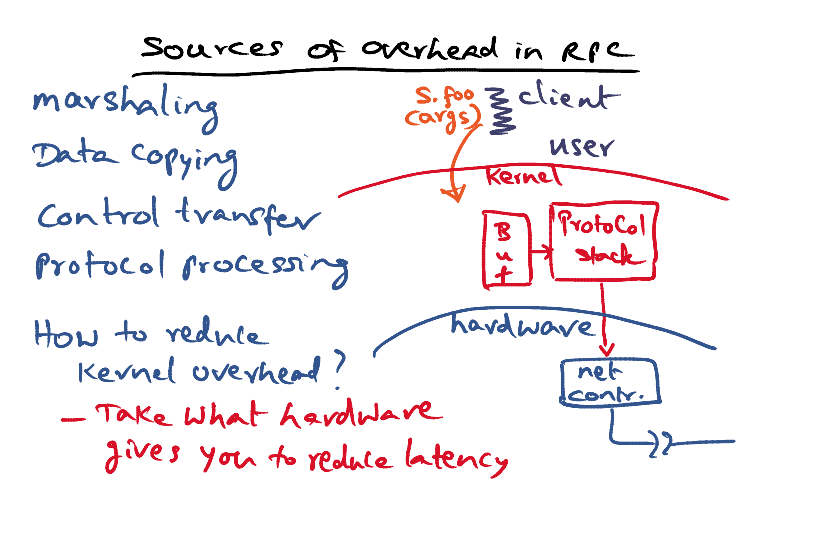 Sources of overhead in RPC
marshaling
Data Copying
Control transfer
Protocol processing
How to reduce
Kernel overhead?
- Take what hardware
gives you to reduce latency
S.foo
(args)
client
user
Kernel
Buf
Protocol
stack
hardware
net
contr.